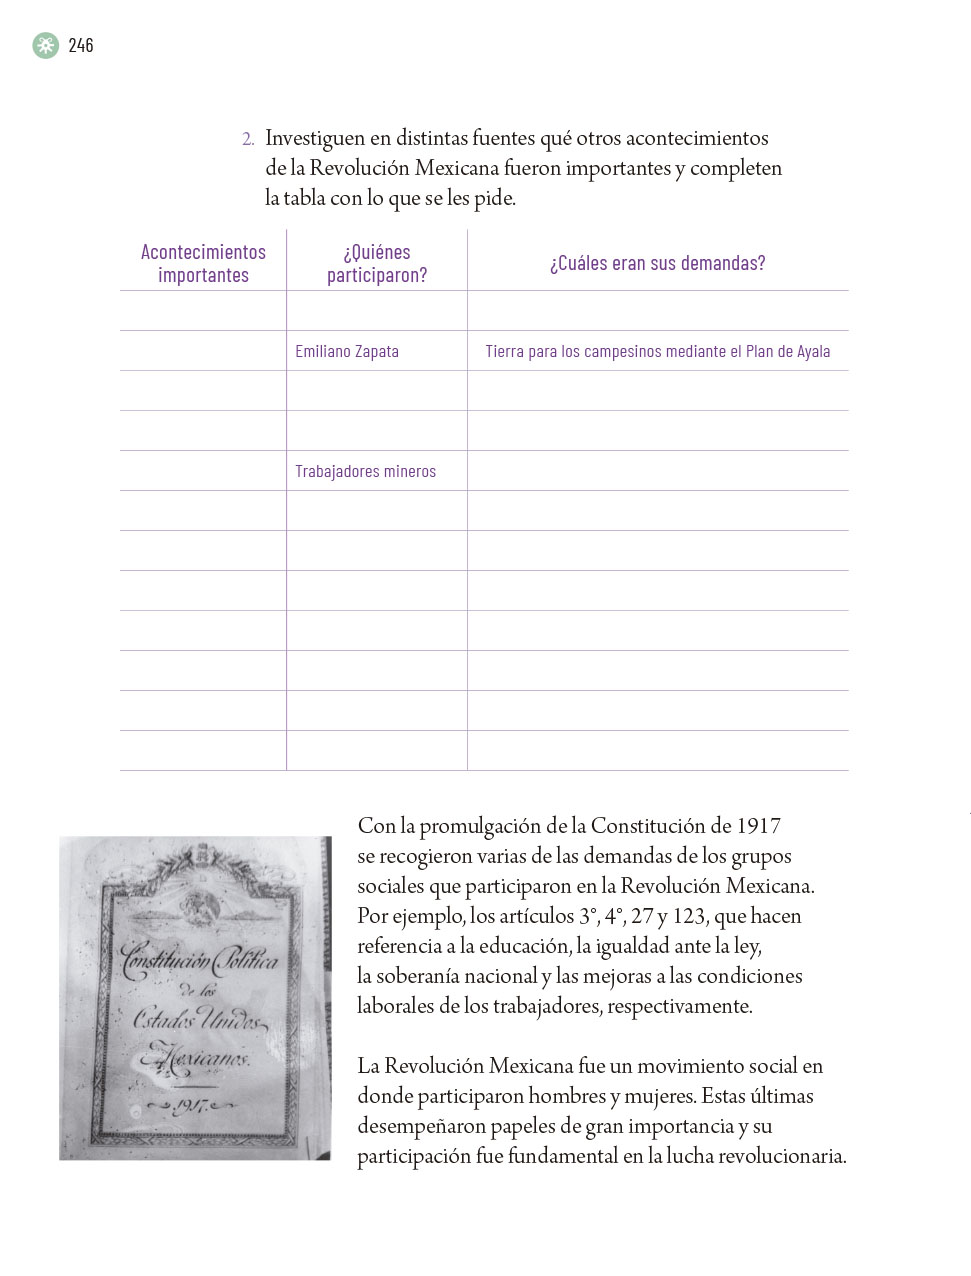 246
2. Investiguen en distintas fuentes qué otros acontecimientos
de la Revolución Mexicana fueron importantes y completen
la tabla con lo que se les pide.
Acontecimientos
importantes
¿Quiénes
participaron?
¿Cuáles eran sus demandas?
Emiliano Zapata
Tierra para los campesinos mediante el Plan de Ayala
Trabajadores mineros
Con la promulgación de la Constitución de 1917
se recogieron varias de las demandas de los grupos
sociales que participaron en la Revolución Mexicana.
Por ejemplo, los artículos 3°, 4°, 27 y 123, que hacen
referencia a la educación, la igualdad ante la ley,
la soberanía nacional y las mejoras a las condiciones
laborales de los trabajadores, respectivamente.
La Revolución Mexicana fue un movimiento social en
donde participaron hombres y mujeres. Estas últimas
desempeñaron papeles de gran importancia y su
participación fue fundamental en la lucha revolucionaria.
Constitución Política
de los
Estados Unidos
Mexicanos.
1917.